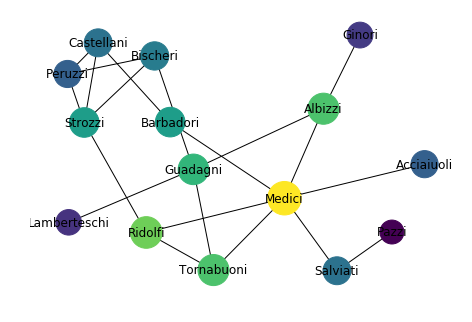 Ginori
Castellani
Bischeri
Peruzzi
Albizzi
Strozzi
Barbadori
Acciaiuoli
Guadagni
Medici
Lamberteschi
Ridolfi
Pazzi
Tornabuoni
Salviati